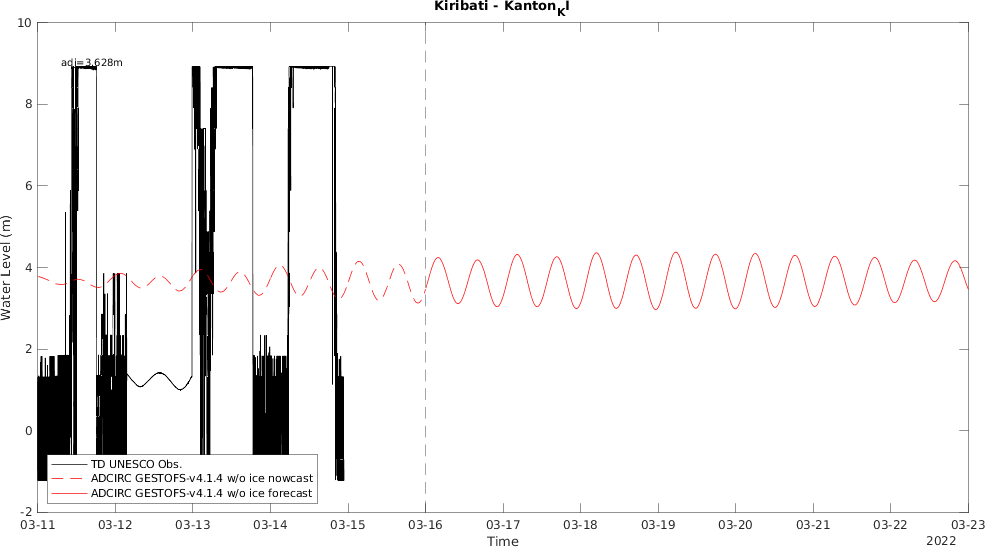 Kiribati - Kanton_KI
10
8
6
4
2
0
-2
Water Level (m)
adj=3.628m
TD UNESCO Obs.
ADCIRC GESTOFS-v4.1.4 w/o ice nowcast
ADCIRC GESTOFS-v4.1.4 w/o ice forecast
03-11 03-12 03-13 03-14 03-15 03-16 03-17 03-18 03-19 03-20 03-21 03-22 03-23
Time
2022